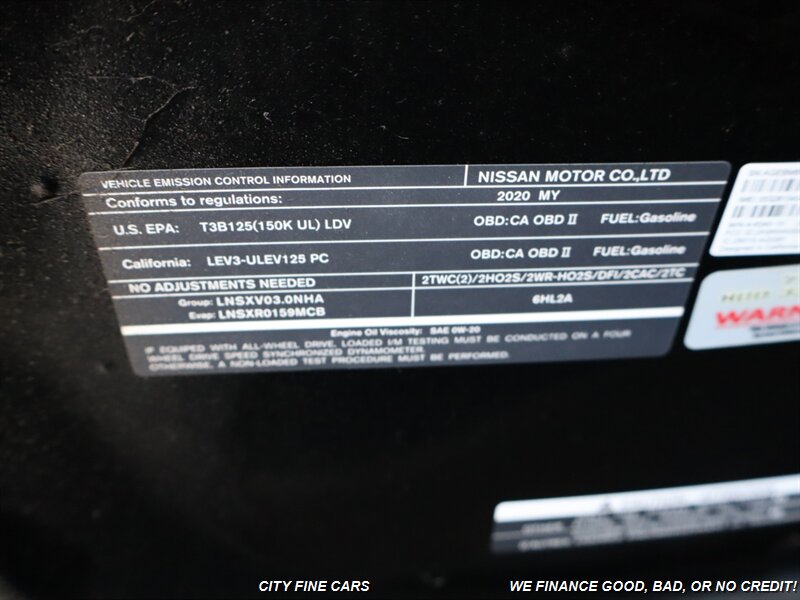 VEHICLE EMISSION CONTROL INFORMATION
NISSAN MOTOR CO.,LTD
Conforms to regulations:
2020 MY
U.S. EPA: T3B125(150K UL) LDV OBD:CA OBD II FUEL:Gasoline
California: LEV3-ULEV125 PC OBD:CA OBD II FUEL:Gasoline
NO ADJUSTMENTS NEEDED
2TWC(2)/2HO2S/2WR-HO2S/DFI/2CAC/2TC
Group: LNSXV03.0NHA
Evap: LNSXR0159MCB
6HL2A
Engine Oil Viscosity: SAE 0W-20
IF EQUIPED WITH ALL-WHEEL DRIVE, LOADED I/M TESTING MUST BE CONDUCTED ON A FOUR
WHEEL DRIVE SPEED SYNCHRONIZED DYNAMOMETER.
OTHERWISE, A NON-LOADED TEST PROCEDURE MUST BE PERFORMED.
CITY FINE CARS
WE FINANCE GOOD, BAD, OR NO CREDIT!